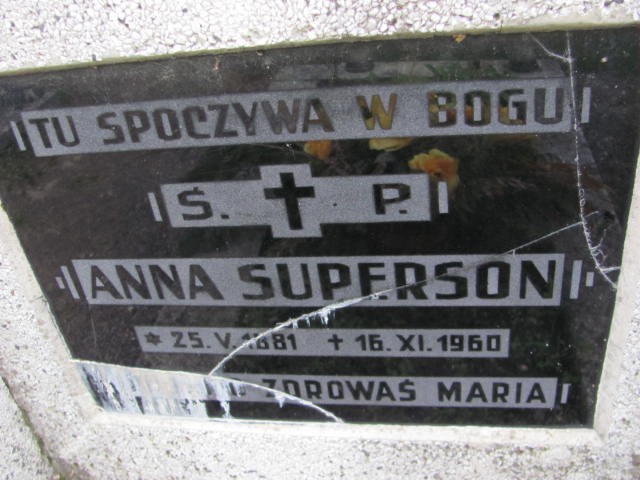 TU SPOCZYWA W BOGU
Ś. P.
ANNA SUPERSON
* 25.V.1881 + 16.XI.1960
ZDROWAŚ MARIA